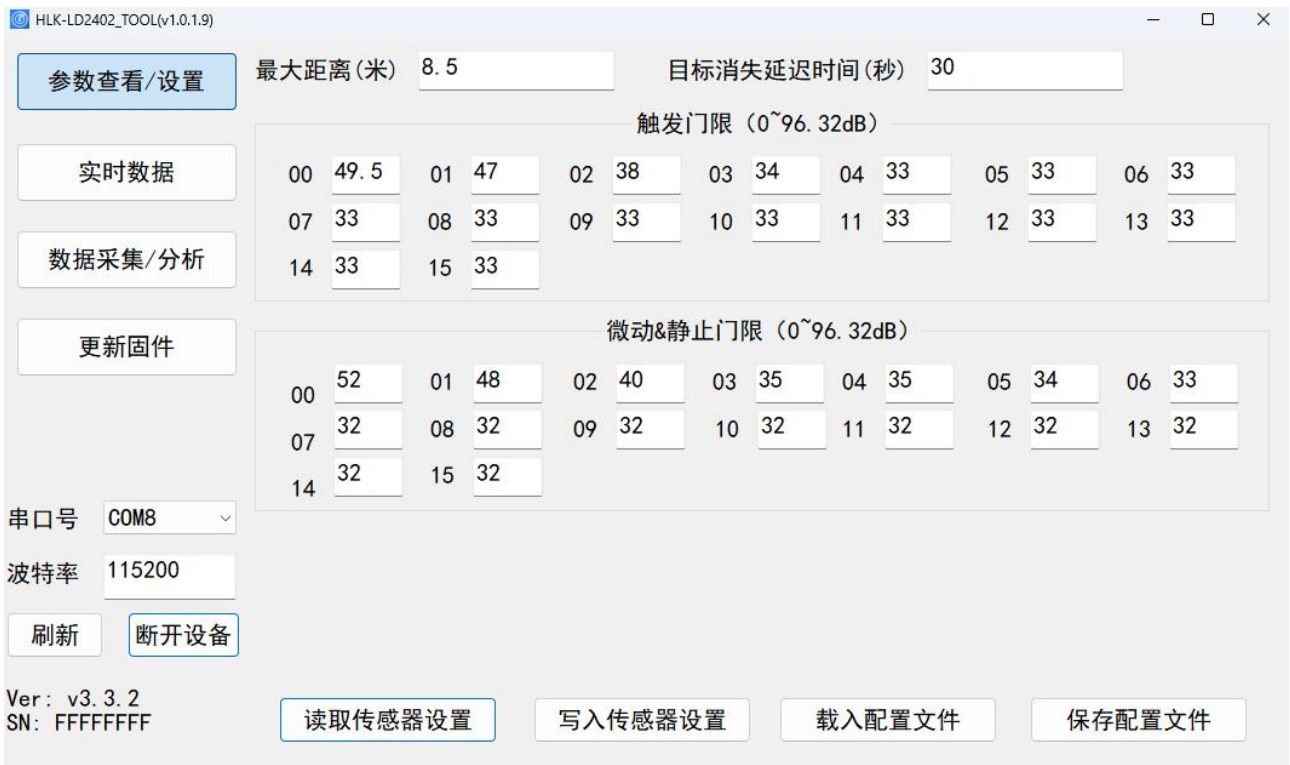 HLK-LD2402_TOOL(v1.0.1.9)
参数查看/设置
最大距离(米) 8.5 目标消失延迟时间(秒) 30
触发门限（0~96.32dB）
实时数据
00 49.5 01 47 02 38 03 34 04 33 05 33 06 33
07 33 08 33 09 33 10 33 11 33 12 33 13 33
数据采集/分析
14 33 15 33
更新固件
微动&静止门限（0~96.32dB）
00 52 01 48 02 40 03 35 04 35 05 34 06 33
07 32 08 32 09 32 10 32 11 32 12 32 13 32
14 32 15 32
串口号 COM8
波特率 115200
刷新 断开设备
Ver: v3.3.2
SN: FFFFFFFF
读取传感器设置 写入传感器设置 载入配置文件 保存配置文件